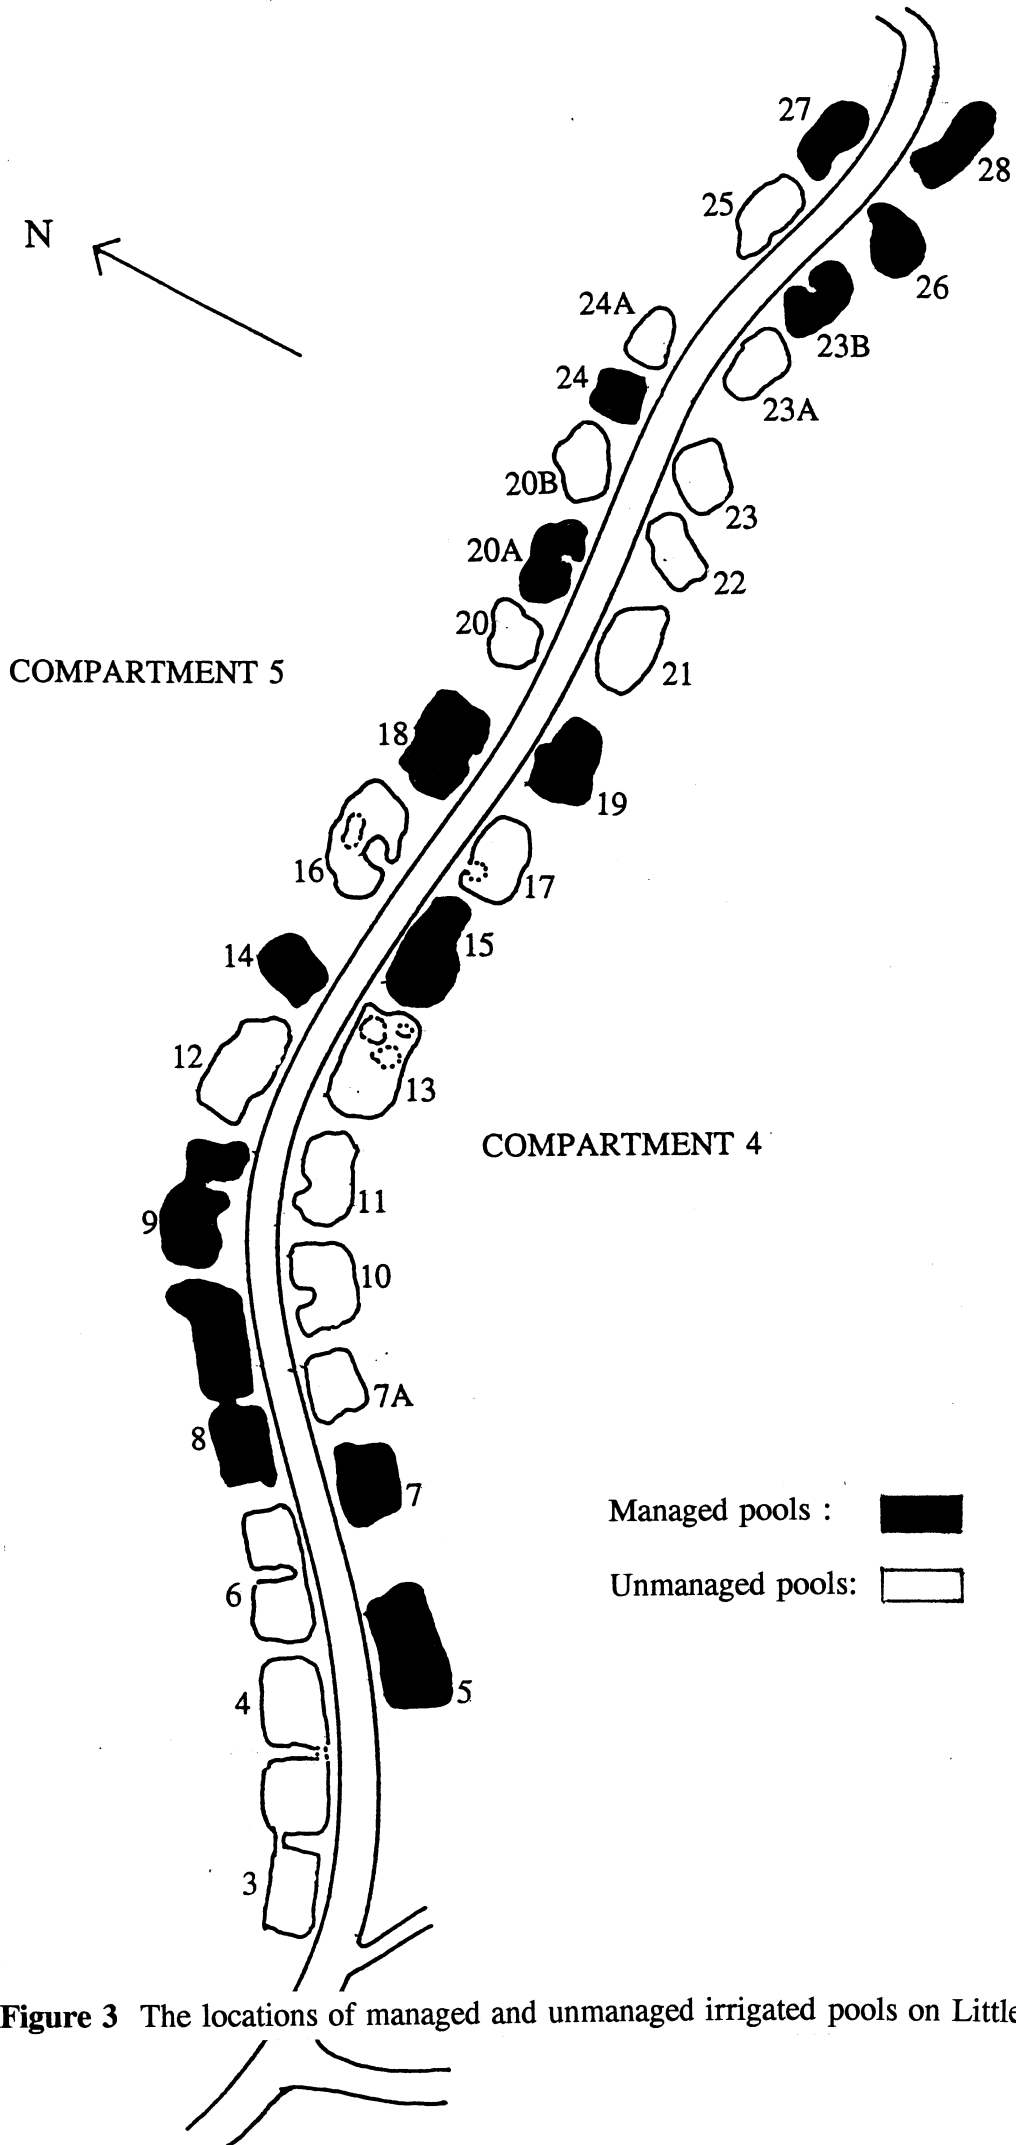 27
28
25
N
26
24A
23B
24
23A
20B
23
20A
22
20
COMPARTMENT 5
21
18
19
16
17
15
14
12
13
COMPARTMENT 4
9
11
10
7A
8
7
Managed pools :
Unmanaged pools:
6
5
4
3
Figure 3 The locations of managed and unmanaged irrigated pools on Little